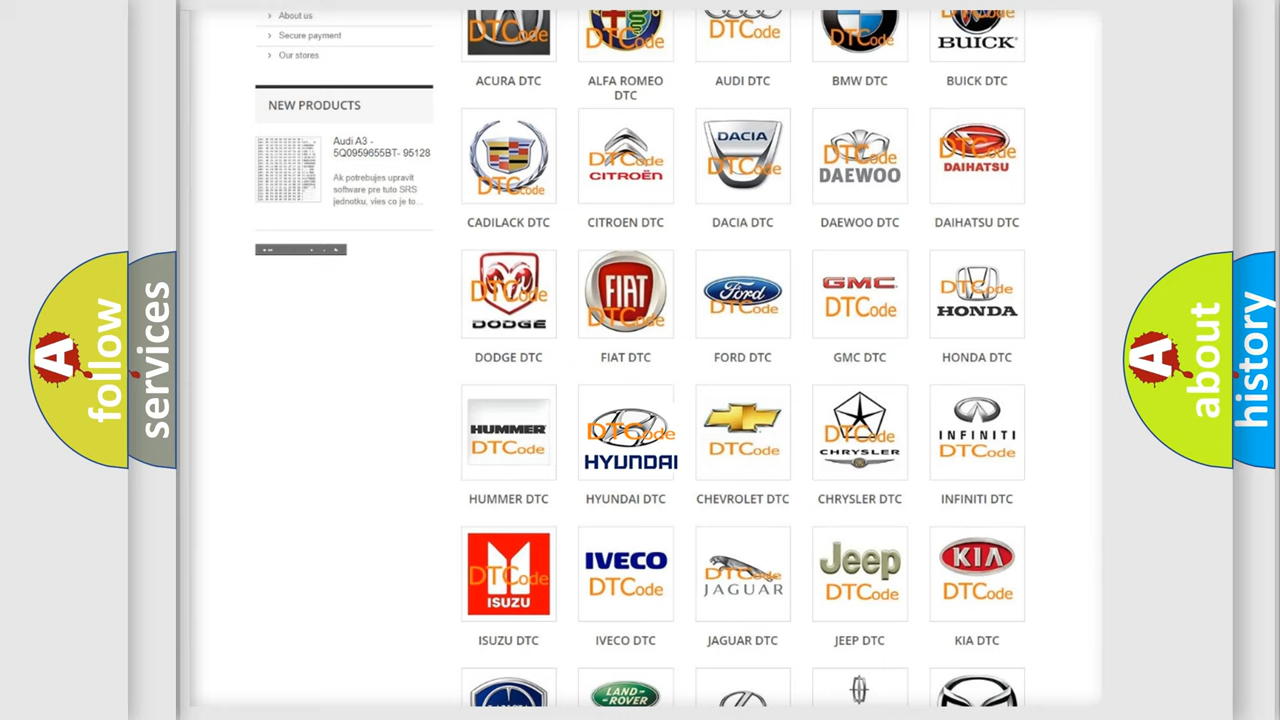 About us
Secure payment
Our stores
NEW PRODUCTS
Audi A3 -
5Q0959655BT- 95128
Ak potrebujes upravit
software pre tuto SRS
jednotku, vies co je to...
DTCode
DTCode
DTCode
DTCode
BUICK
ACURA DTC
ALFA ROMEO
DTC
AUDI DTC
BMW DTC
BUICK DTC
DTCode
DTCode
CITROËN
DACIA
DTCode
DTCode
DAEWOO
DTCode
DAIHATSU
CADILACK DTC
CITROEN DTC
DACIA DTC
DAEWOO DTC
DAIHATSU DTC
DTCode
DODGE
FIAT
DTCode
Ford
DTCode
GMC
DTCode
DTCode
HONDA
DODGE DTC
FIAT DTC
FORD DTC
GMC DTC
HONDA DTC
HUMMER
DTCode
DTCode
HYUNDAI
DTCode
DTCode
CHRYSLER
INFINITI
DTCode
HUMMER DTC
HYUNDAI DTC
CHEVROLET DTC
CHRYSLER DTC
INFINITI DTC
DTCode
ISUZU
IVECO
DTCode
DTCode
JAGUAR
Jeep
DTCode
KIA
DTCode
ISUZU DTC
IVECO DTC
JAGUAR DTC
JEEP DTC
KIA DTC
LAND-
ROVER
A
follow
services
A
about
history